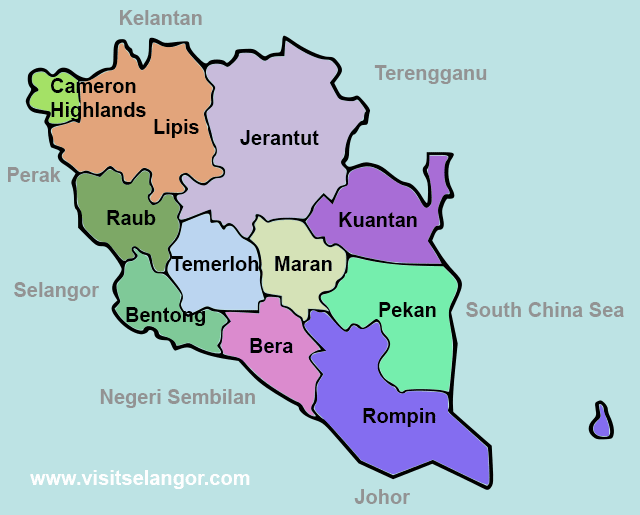 Kelantan
Terengganu
Cameron
Highlands
Lipis
Jerantut
Perak
Raub
Kuantan
Temerloh
Maran
Selangor
Bentong
Pekan
South China Sea
Bera
Negeri Sembilan
Rompin
www.visitselangor.com
Johor